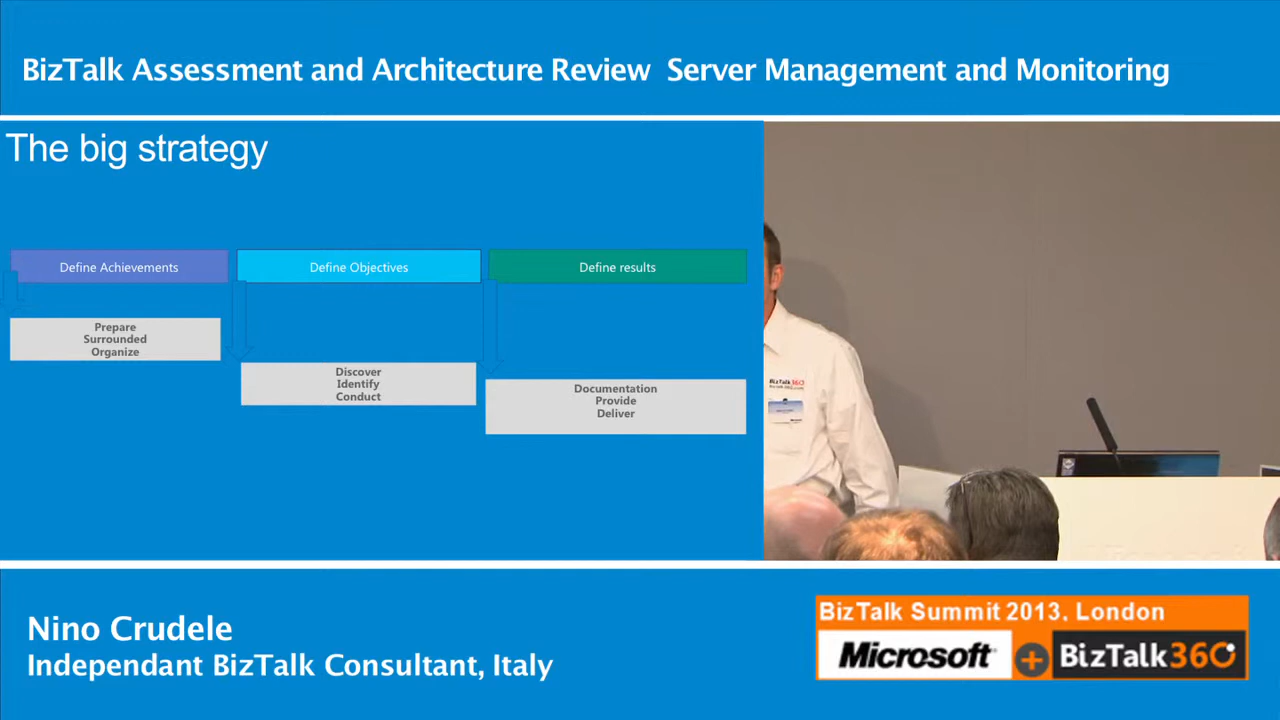 BizTalk Assessment and Architecture Review  Server Management and Monitoring
The big strategy
Define Achievements
Define Objectives
Define results
Prepare
Surrounded
Organize
Discover
Identify
Conduct
Documentation
Provide
Deliver
BizTalk360
Nino Crudele
Independant BizTalk Consultant, Italy
BizTalk Summit 2013, London
Microsoft + BizTalk360